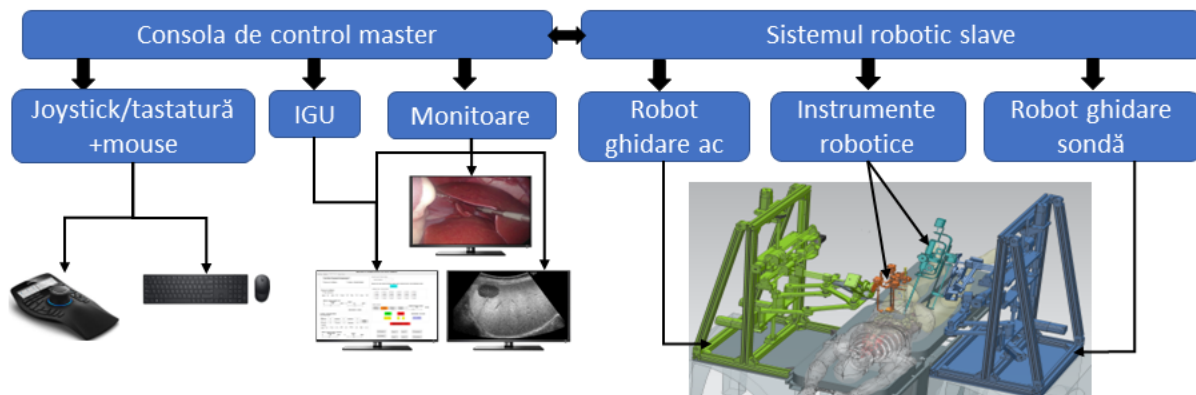 Consola de control master
Sistemul robotic slave
Joystick/tastatură
+mouse
IGU
Monitoare
Robot
ghidare ac
Instrumente
robotice
Robot ghidare
sondă